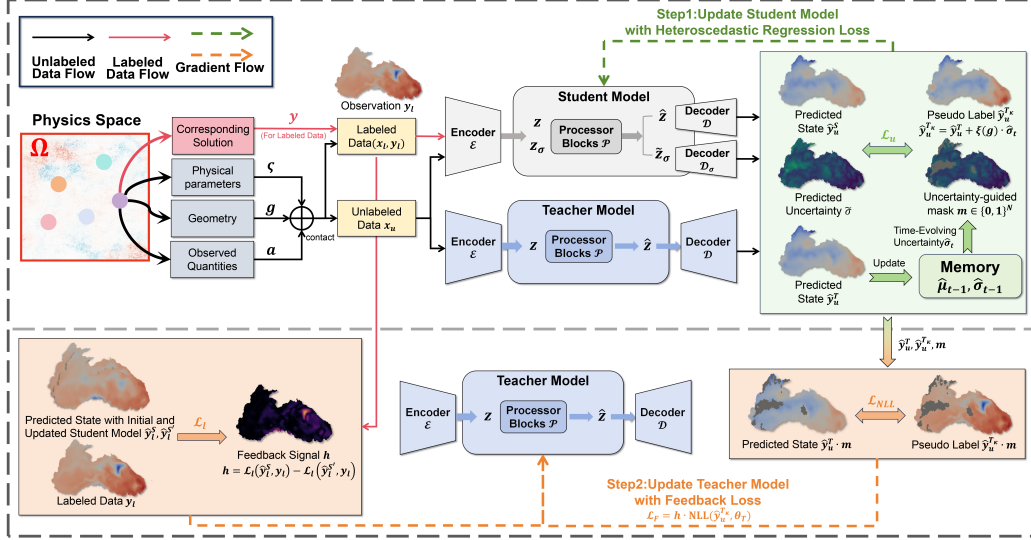 Unlabeled
Data Flow
Labeled
Data Flow
Gradient Flow
Step1:Update Student Model
with Heteroscedastic Regression Loss
Observation y_l
Physics Space
Ω
Corresponding
Solution
y
(For Labeled Data)
Labeled
Data(x_l, y_l)
Physical
parameters
ς
Geometry
g
Observed
Quantities
a
contact
Unlabeled
Data x_u
Encoder
ℰ
Student Model
z
z_σ
Processor
Blocks 𝒫
ẑ
z̃_σ
Decoder
𝒟
Decoder
𝒟_σ
Encoder
ℰ
Teacher Model
z
Processor
Blocks 𝒫
ẑ
Decoder
𝒟
Predicted
State ŷ_u^S
Pseudo Label ŷ_u^{T_κ}
ŷ_u^{T_κ} = ŷ_u^T + ξ(g) · σ̂_t
ℒ_u
Predicted
Uncertainty σ̃
Uncertainty-guided
mask m ∈ {0, 1}^N
Time-Evolving
Uncertainty σ̂_t
Update
Memory
μ̂_{t−1}, σ̂_{t−1}
Predicted
State ŷ_u^T
ŷ_u^T, ŷ_u^{T_κ}, m
Predicted State with Initial and
Updated Student Model ŷ_l^S, ŷ_l^{S′}
ℒ_l
Feedback Signal h
h = ℒ_l(ŷ_l^S, y_l) − ℒ_l(ŷ_l^{S′}, y_l)
Labeled Data y_l
Encoder
ℰ
Teacher Model
z
Processor
Blocks 𝒫
ẑ
Decoder
𝒟
ℒ_NLL
Predicted State ŷ_u^T · m
Pseudo Label ŷ_u^{T_κ} · m
Step2:Update Teacher Model
with Feedback Loss
ℒ_F = h · NLL(ŷ_u^{T_κ}, θ_T)